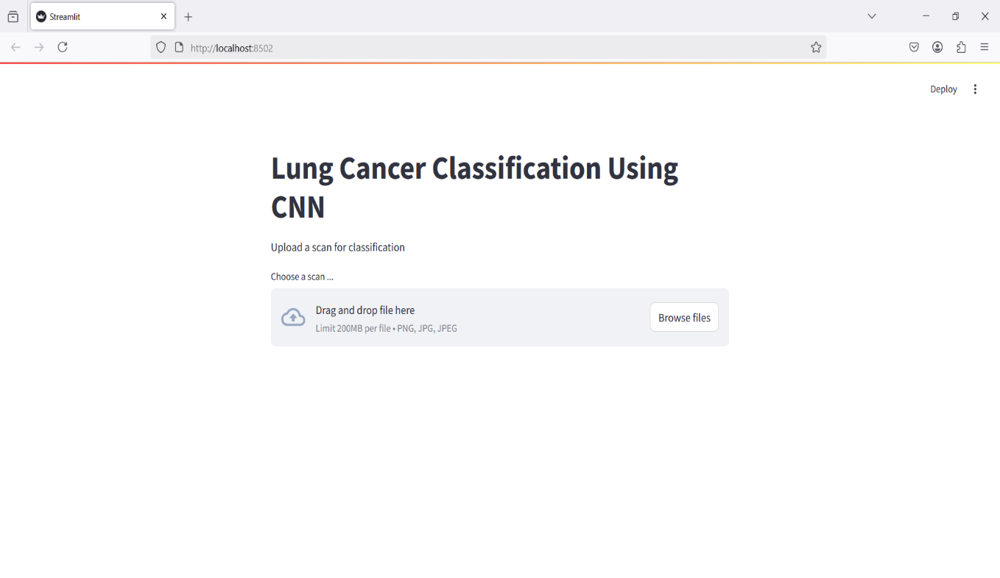 Streamlit
http://localhost:8502
Deploy
Lung Cancer Classification Using
CNN
Upload a scan for classification
Choose a scan ...
Drag and drop file here
Limit 200MB per file • PNG, JPG, JPEG
Browse files